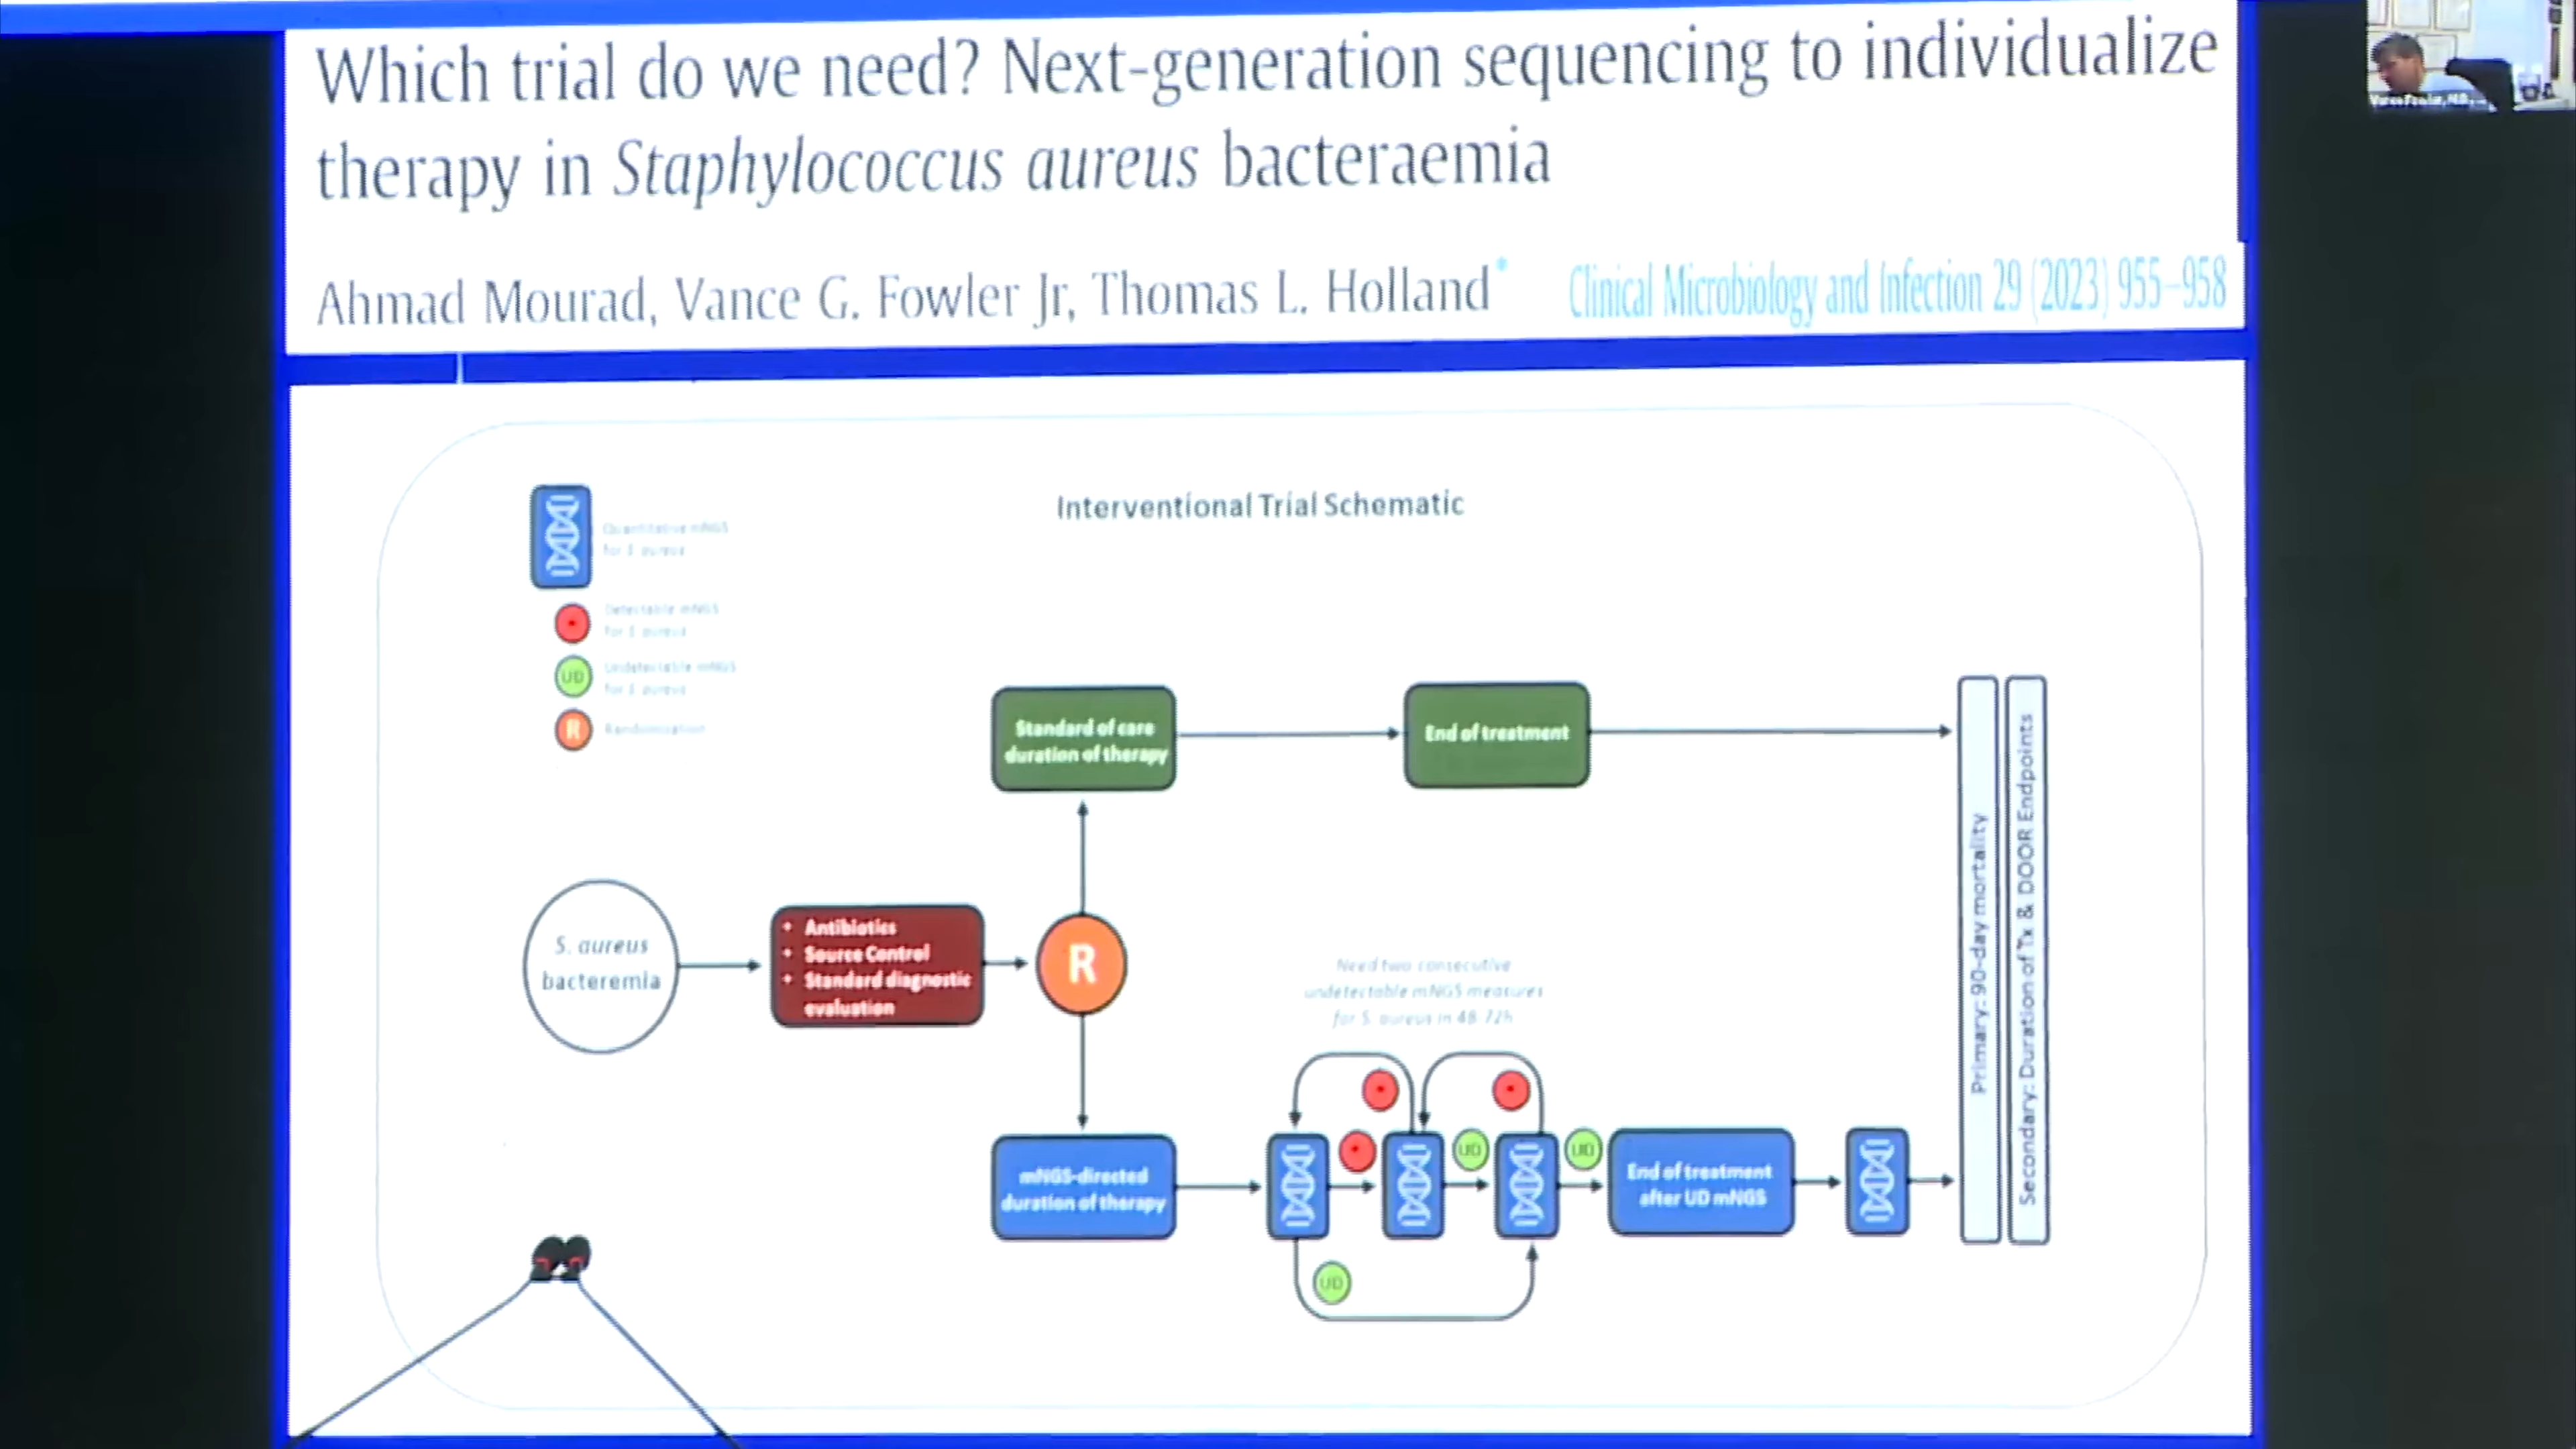 Which trial do we need? Next-generation sequencing to individualize
therapy in Staphylococcus aureus bacteraemia
Ahmad Mourad, Vance G. Fowler Jr, Thomas L. Holland* Clinical Microbiology and Infection 29 (2023) 955–958
Interventional Trial Schematic
Quantitative mNGS
for S. aureus
Detectable mNGS
for S. aureus
UD
Undetectable mNGS
for S. aureus
R
Randomization
Standard of care
duration of therapy
End of treatment
S. aureus
bacteremia
+ Antibiotics
+ Source Control
+ Standard diagnostic
evaluation
R
Need two consecutive
undetectable mNGS measures
for S. aureus in 48-72h
mNGS-directed
duration of therapy
UD
UD
End of treatment
after UD mNGS
UD
Primary: 90-day mortality
Secondary: Duration of Tx & DOOR Endpoints